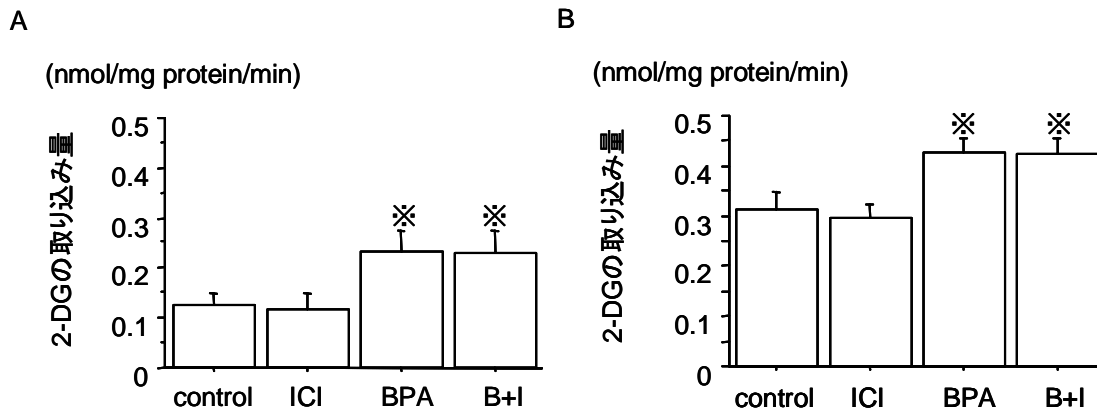 A
(nmol/mg protein/min)
2-DGの取り込み量
0.5
0.4
0.3
0.2
0.1
0
※ ※
control ICI BPA B+I
B
(nmol/mg protein/min)
2-DGの取り込み量
0.5
0.4
0.3
0.2
0.1
0
※ ※
control ICI BPA B+I